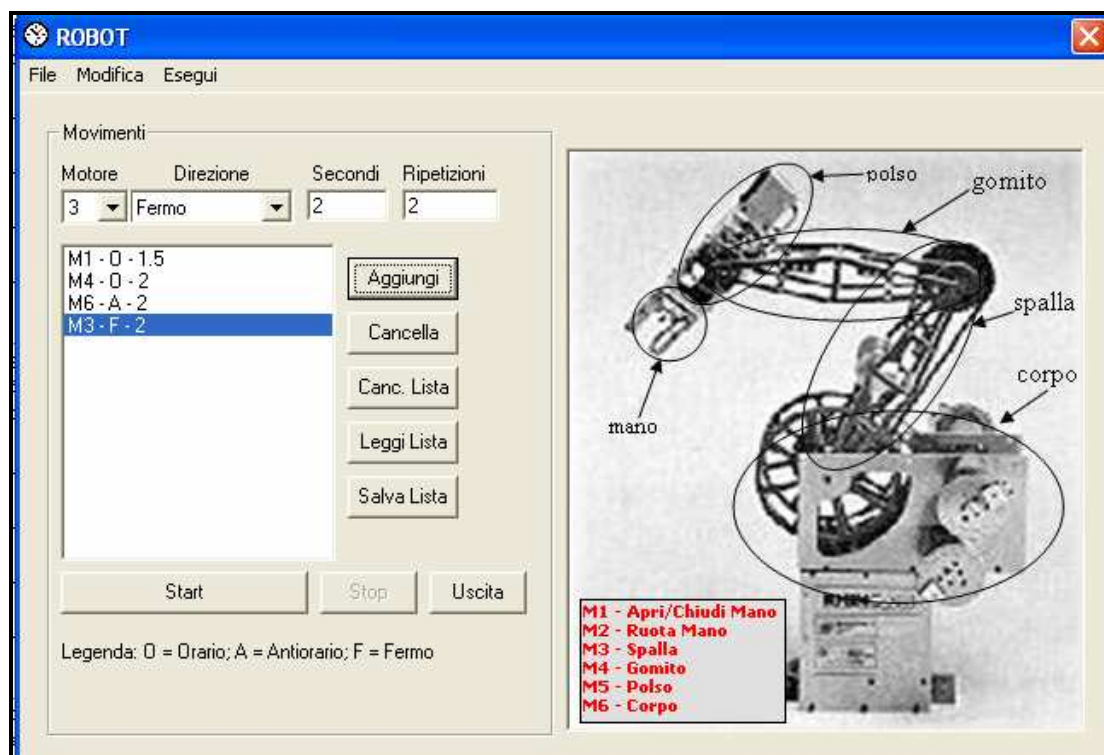 ROBOT
File Modifica Esegui
Movimenti
Motore Direzione Secondi Ripetizioni
3 Fermo 2 2
M1 - O - 1.5
M4 - O - 2
M6 - A - 2
M3 - F - 2
Aggiungi
Cancella
Canc. Lista
Leggi Lista
Salva Lista
Start Stop Uscita
Legenda: O = Orario; A = Antiorario; F = Fermo
polso
gomito
spalla
corpo
mano
M1 - Apri/Chiudi Mano
M2 - Ruota Mano
M3 - Spalla
M4 - Gomito
M5 - Polso
M6 - Corpo